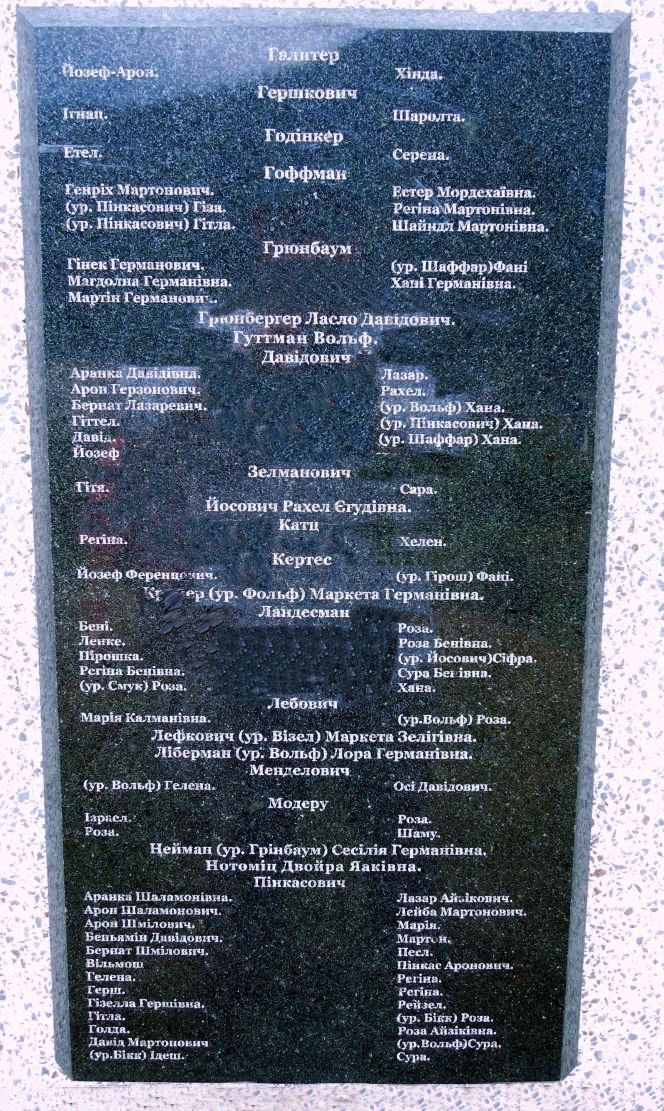 Галптер
Йозеф-Арон. Хінда.
Гершкович
Ігнац. Шаролта.
Годінкер
Етел. Серена.
Гоффман
Генріх Мартонович. Естер Мордехаївна.
(ур. Пінкасович) Гіза. Регіна Мартонівна.
(ур. Пінкасович) Гітла. Шайндл Мартонівна.
Грюнбаум
Гінек Германович. (ур. Шаффар)Фані
Магдолна Германівна. Хані Германівна.
Мартін Германович.
Грюнбергер Ласло Давідович.
Гуттман Вольф.
Давідович
Аранка Давідівна. Лазар.
Арон Герзонович. Рахел.
Бернат Лазаревич. (ур. Вольф) Хана.
Гіттел. (ур. Пінкасович) Хана.
Давід. (ур. Шаффар) Хана.
Йозеф
Зелманович
Гітя. Сара.
Йосович Рахел Єгудівна.
Катц
Регіна. Хелен.
Кертес
Йозеф Ференцович. (ур. Гірош) Фані.
(ур. Фольф) Маркета Германівна.
Ландесман
Бені. Роза.
Ленке. Роза Бенівна.
Пірошка. (ур. Йосович)Сіфра.
Регіна Бенівна. Сура Бенівна.
(ур. Смук) Роза. Хана.
Лебович
Марія Калманівна. (ур.Вольф) Роза.
Лефкович (ур. Візел) Маркета Зелігівна.
Ліберман (ур. Вольф) Лора Германівна.
Менделович
(ур. Вольф) Гелена. Осі Давідович.
Модеру
Ізраєл. Роза.
Роза. Шаму.
Нейман (ур. Грінбаум) Сесілія Германівна.
Нотоміц Двойра Яаківна.
Пінкасович
Аранка Шаламонівна. Лазар Айзікович.
Арон Шаламонович. Лейба Мартонович.
Арон Шмілович. Марія.
Беньямін Давідович. Мартон.
Бернат Шмілович. Песл.
Вільмош Пінкас Аронович.
Гелена. Регіна.
Герш. Регіна.
Гізелла Гершівна. Рейзел.
Гітла. (ур. Бікк) Роза.
Голда. Роза Айзіківна.
Давід Мартонович (ур.Вольф)Сура.
(ур.Бікк) Ідеш. Сура.